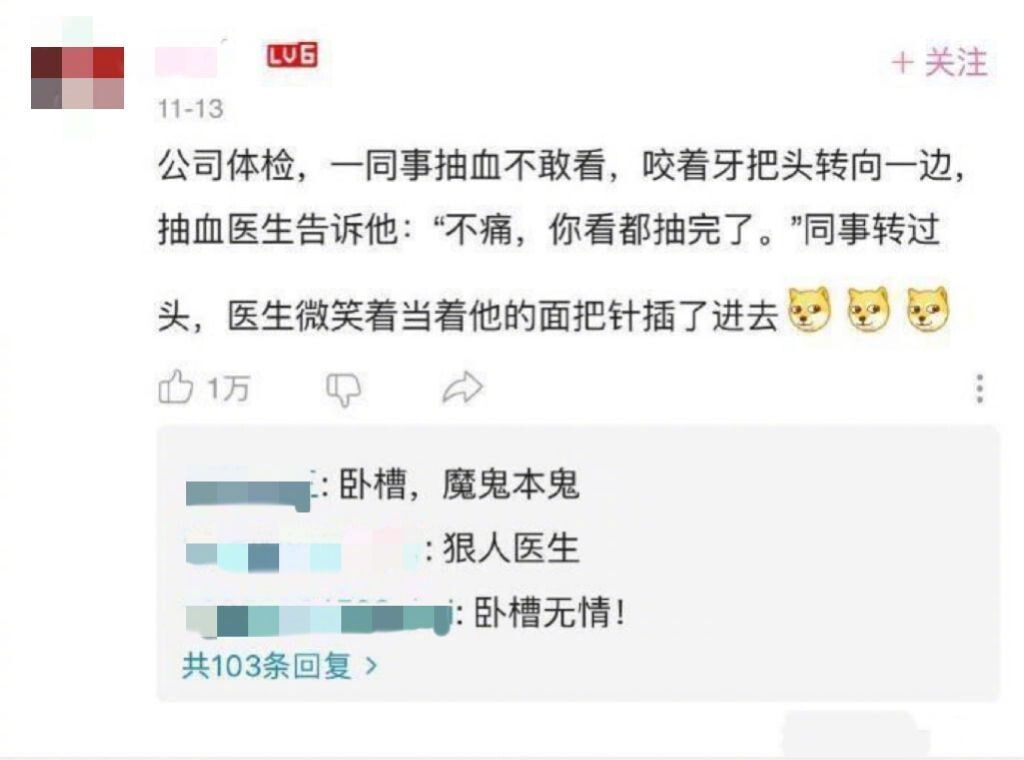 LV6
+ 关注
11-13
公司体检，一同事抽血不敢看，咬着牙把头转向一边，
抽血医生告诉他：“不痛，你看都抽完了。”同事转过
头，医生微笑着当着他的面把针插了进去
1万
: 卧槽，魔鬼本鬼
: 狠人医生
: 卧槽无情！
共103条回复 >